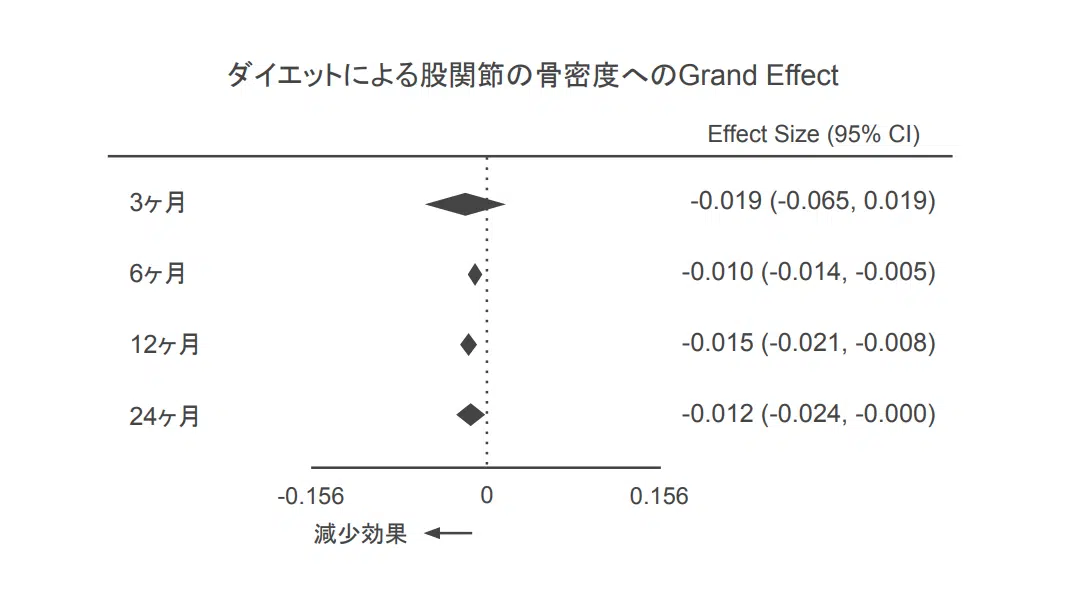 ダイエットによる股関節の骨密度へのGrand Effect
Effect Size (95% CI)
3ヶ月 -0.019 (-0.065, 0.019)
6ヶ月 -0.010 (-0.014, -0.005)
12ヶ月 -0.015 (-0.021, -0.008)
24ヶ月 -0.012 (-0.024, -0.000)
-0.156 0 0.156
減少効果